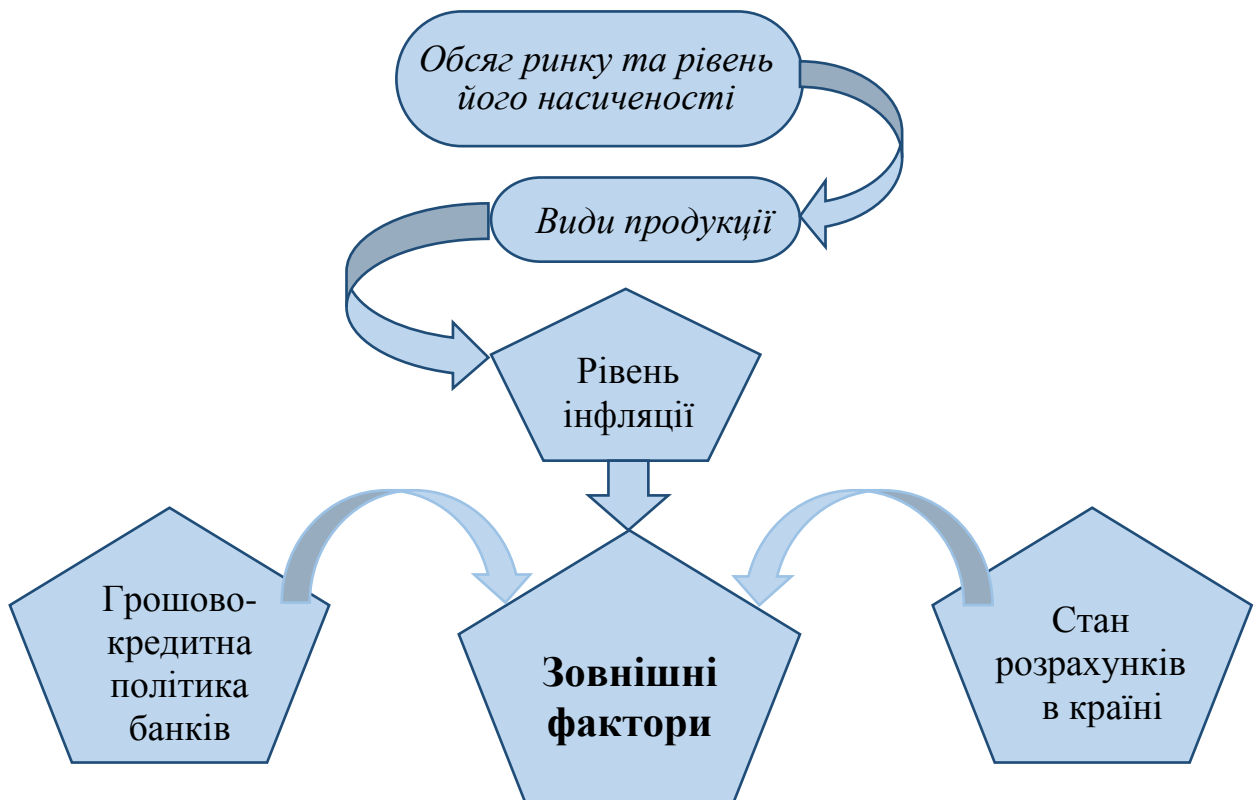 Обсяг ринку та рівень
його насиченості
Види продукції
Рівень
інфляції
Грошово-
кредитна
політика
банків
Зовнішні
фактори
Стан
розрахунків
в країні